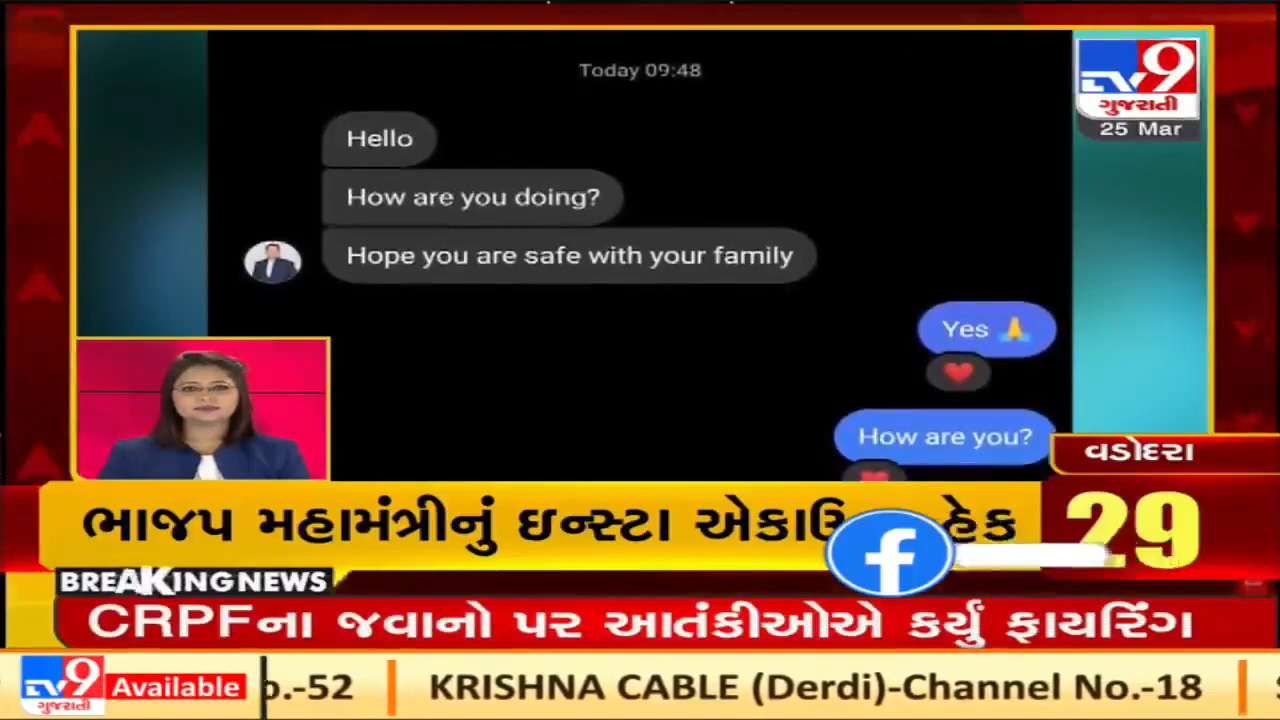 Today 09:48
TV9
ગુજરાતી
25 Mar
Hello
How are you doing?
Hope you are safe with your family
Yes 🙏
❤️
How are you?
વડોદરા
ભાજપ મહામંત્રીનું ઇન્સ્ટા હેક
f
29
BREAKING NEWS
CRPFના જવાનો પર આતંકીઓએ કર્યું ફાયરિંગ
TV9
ગુજરાતી
Available
-52
KRISHNA CABLE (Derdi)-Channel No.-18